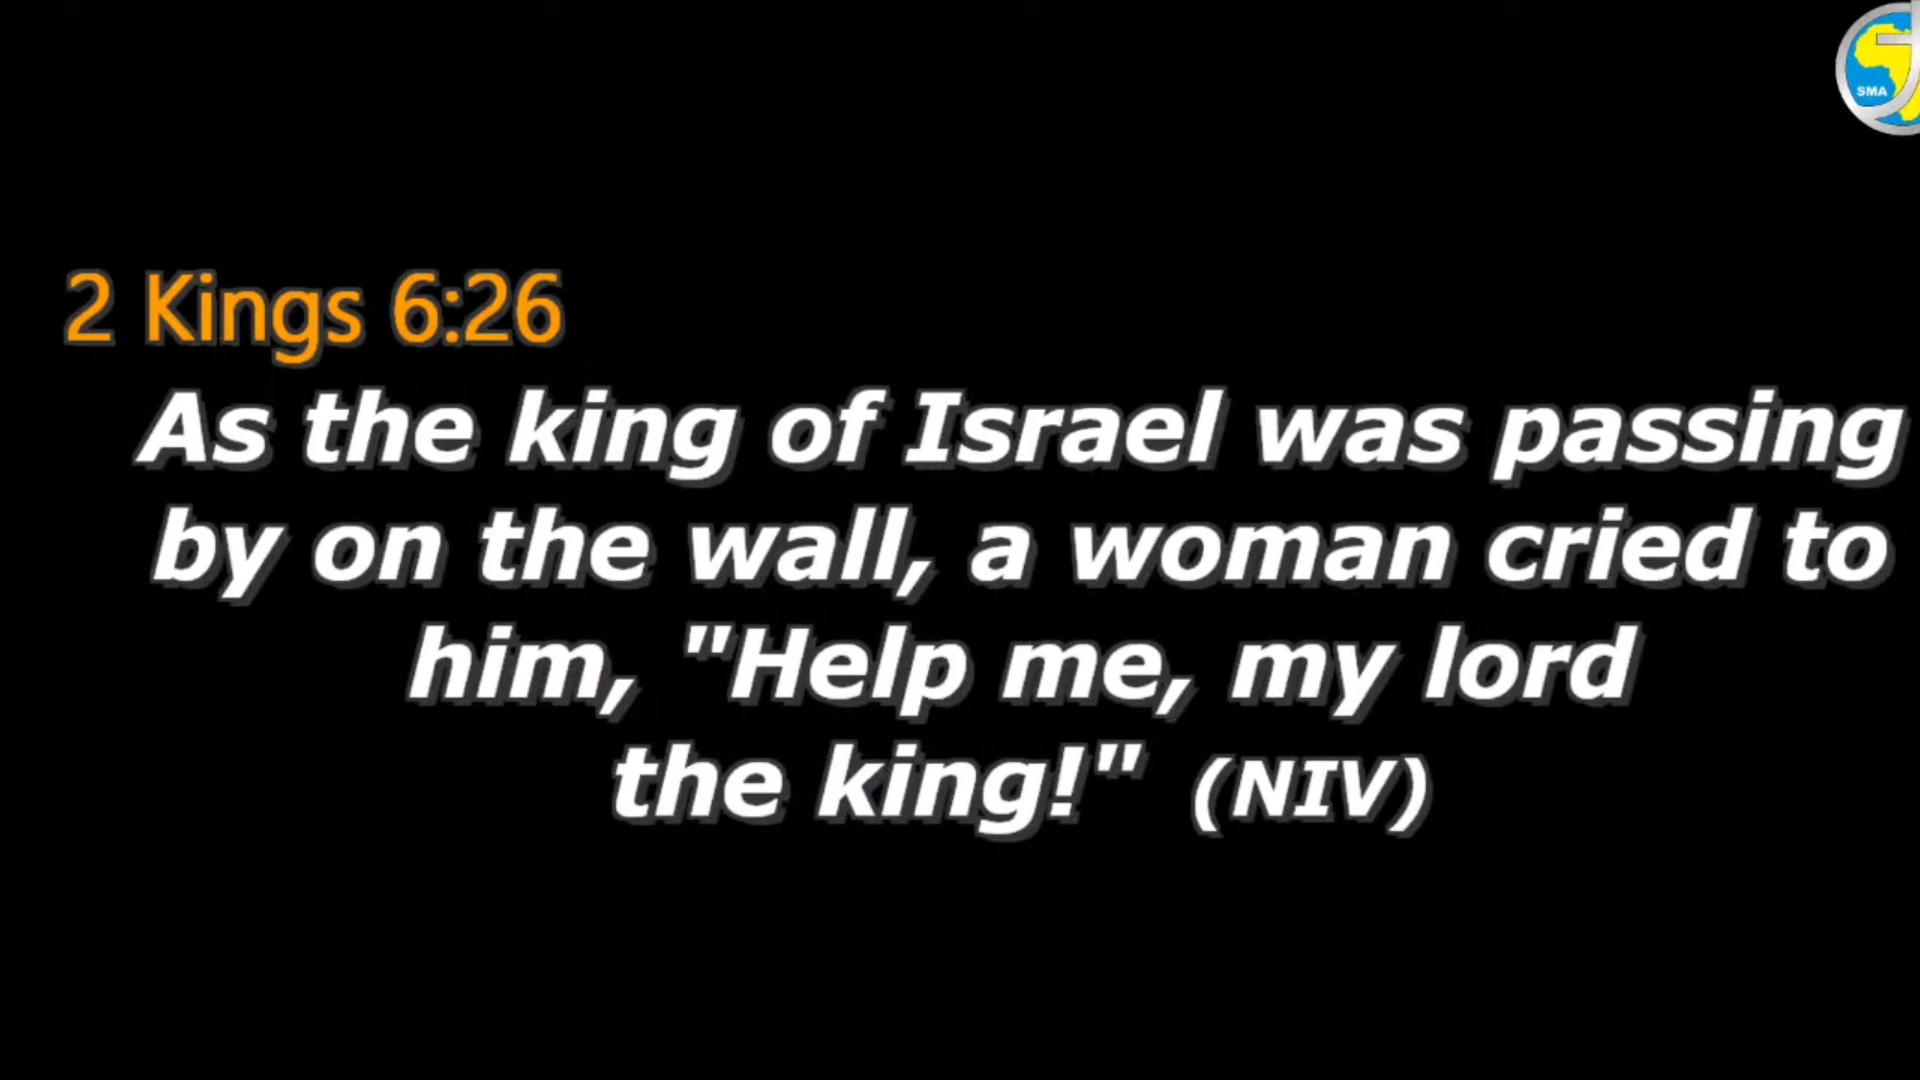 SMA
2 Kings 6:26
As the king of Israel was passing
by on the wall, a woman cried to
him, "Help me, my lord
the king!" (NIV)